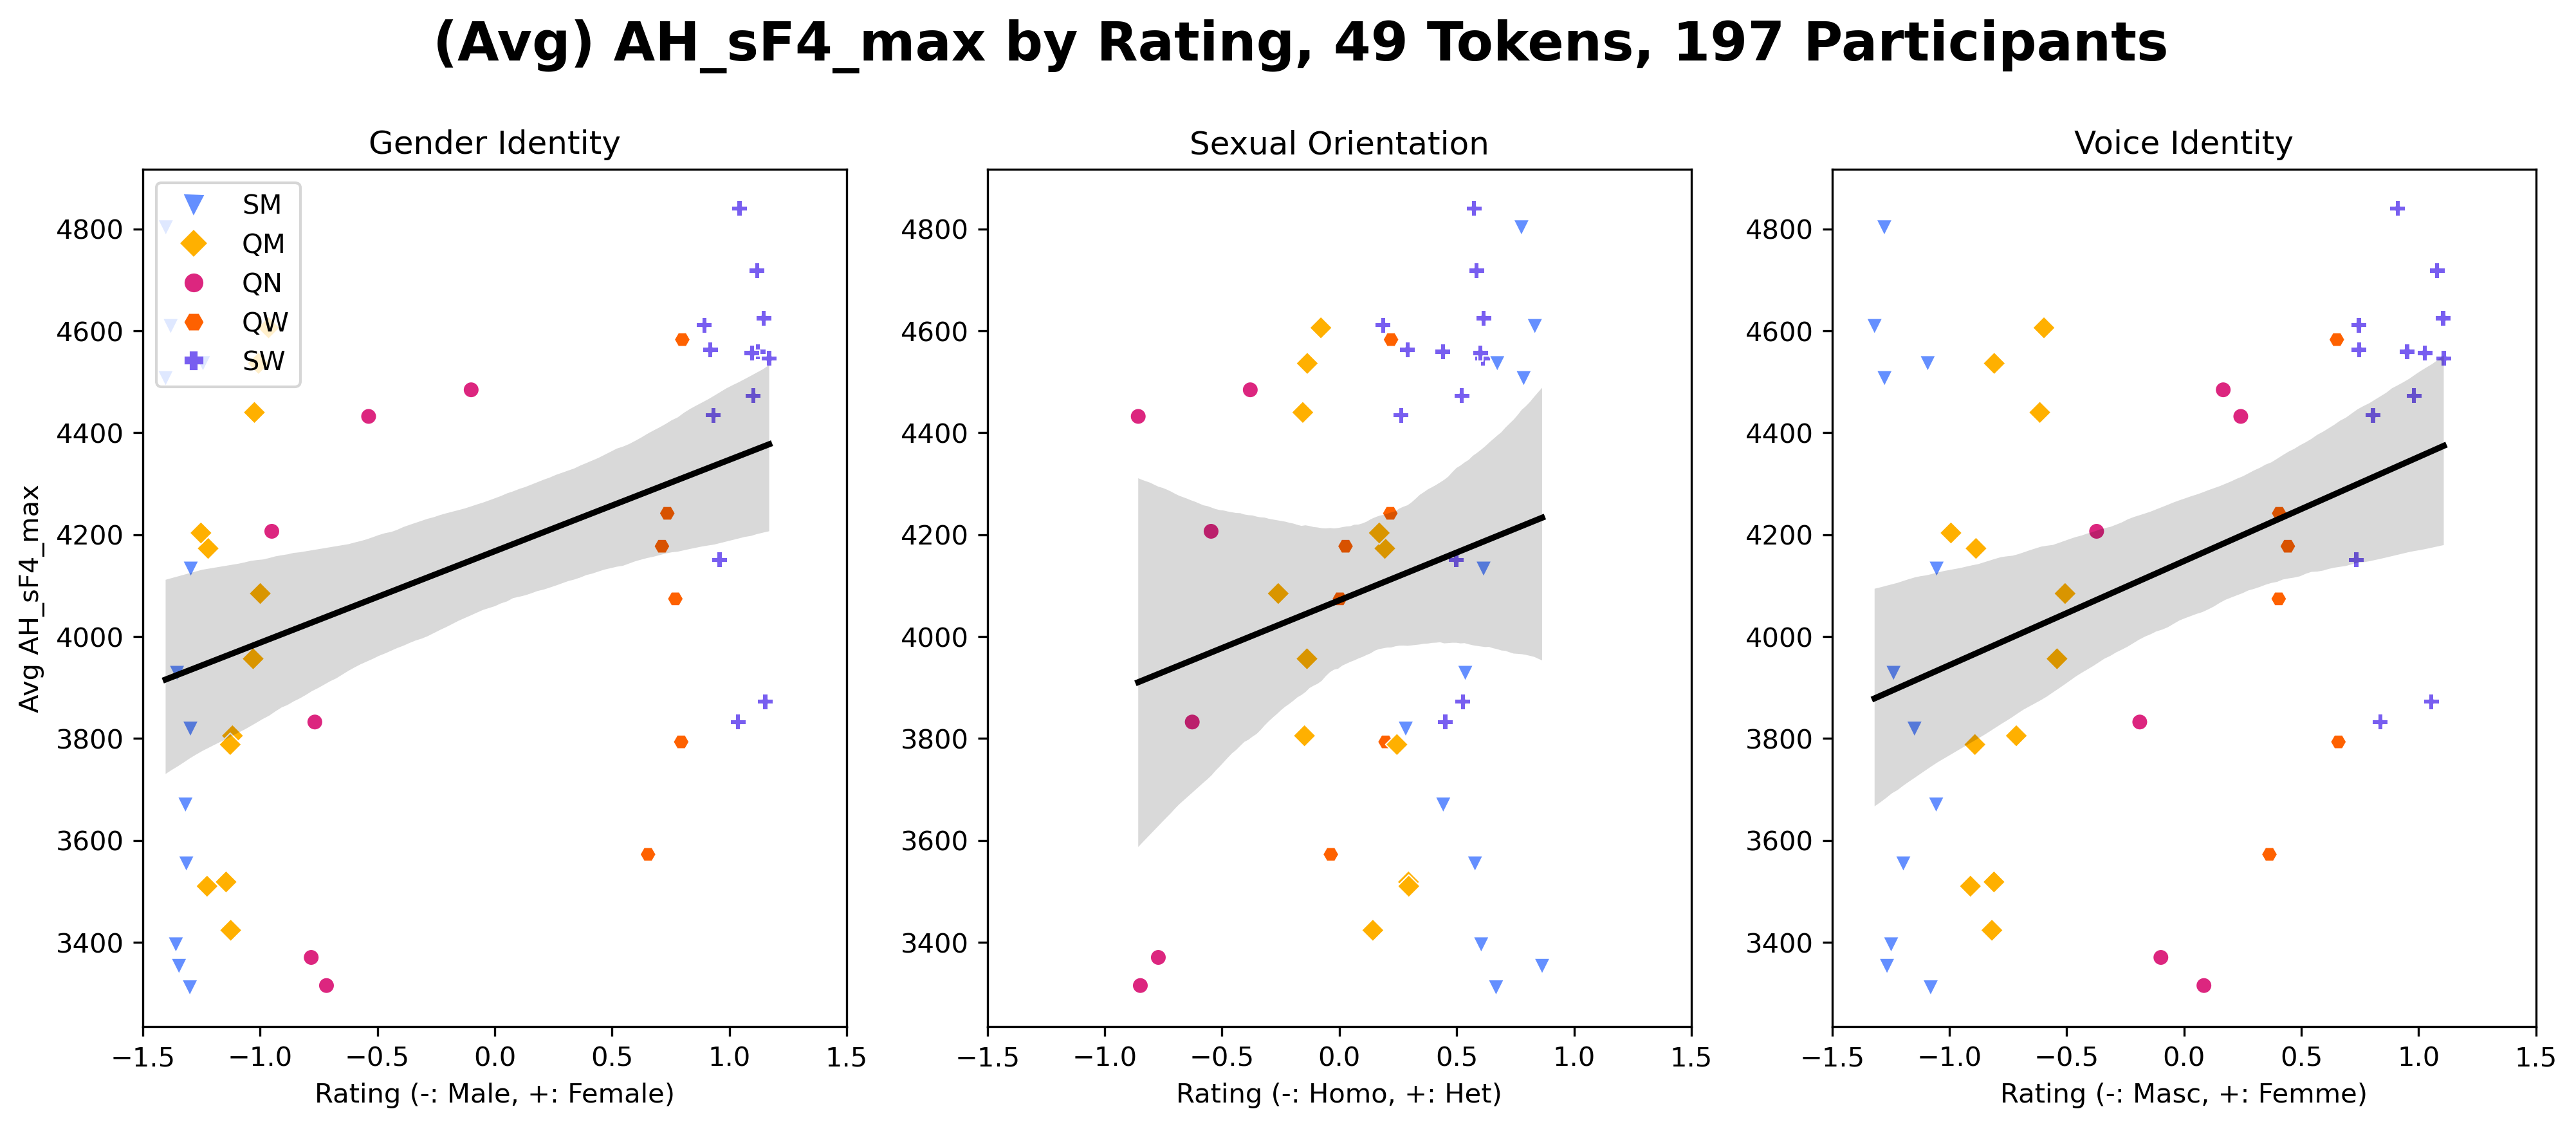 (Avg) AH_sF4_max by Rating, 49 Tokens, 197 Participants
Gender Identity
Sexual Orientation
Voice Identity
SM
QM
QN
QW
SW
Avg AH_sF4_max
4800
4600
4400
4200
4000
3800
3600
3400
−1.5 −1.0 −0.5 0.0 0.5 1.0 1.5
Rating (-: Male, +: Female)
4800
4600
4400
4200
4000
3800
3600
3400
−1.5 −1.0 −0.5 0.0 0.5 1.0 1.5
Rating (-: Homo, +: Het)
4800
4600
4400
4200
4000
3800
3600
3400
−1.5 −1.0 −0.5 0.0 0.5 1.0 1.5
Rating (-: Masc, +: Femme)